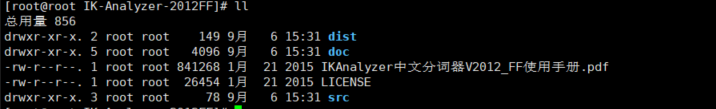 [root@root IK-Analyzer-2012FF]# ll
总用量 856
drwxr-xr-x. 2 root root    149 9月   6 15:31 dist
drwxr-xr-x. 5 root root   4096 9月   6 15:31 doc
-rw-r--r--. 1 root root 841268 1月  21 2015 IKAnalyzer中文分词器V2012_FF使用手册.pdf
-rw-r--r--. 1 root root  26454 1月  21 2015 LICENSE
drwxr-xr-x. 3 root root     78 9月   6 15:31 src